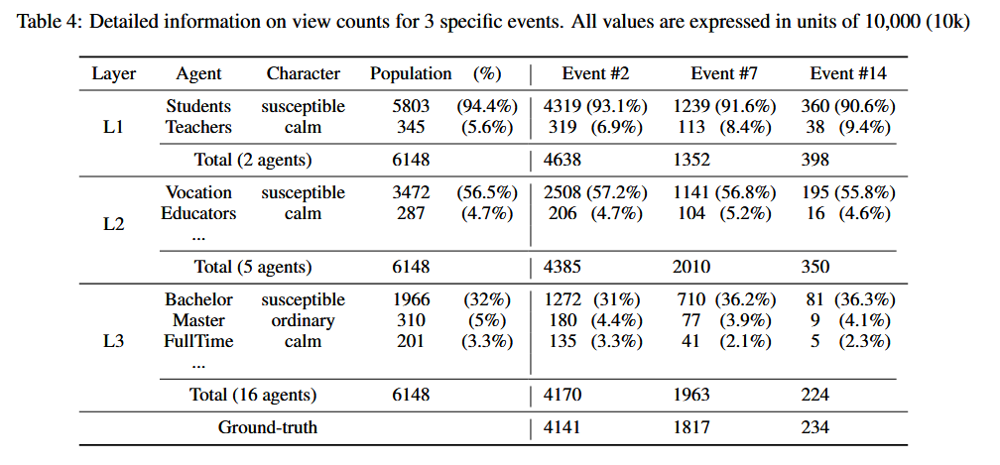 Table 4: Detailed information on view counts for 3 specific events. All values are expressed in units of 10,000 (10k)
Layer Agent Character Population (%) Event #2 Event #7 Event #14
Students susceptible 5803 (94.4%) 4319 (93.1%) 1239 (91.6%) 360 (90.6%)
L1 Teachers calm 345 (5.6%) 319 (6.9%) 113 (8.4%) 38 (9.4%)
Total (2 agents) 6148 4638 1352 398
Vocation susceptible 3472 (56.5%) 2508 (57.2%) 1141 (56.8%) 195 (55.8%)
L2 Educators calm 287 (4.7%) 206 (4.7%) 104 (5.2%) 16 (4.6%)
...
Total (5 agents) 6148 4385 2010 350
Bachelor susceptible 1966 (32%) 1272 (31%) 710 (36.2%) 81 (36.3%)
Master ordinary 310 (5%) 180 (4.4%) 77 (3.9%) 9 (4.1%)
L3 FullTime calm 201 (3.3%) 135 (3.3%) 41 (2.1%) 5 (2.3%)
...
Total (16 agents) 6148 4170 1963 224
Ground-truth 4141 1817 234